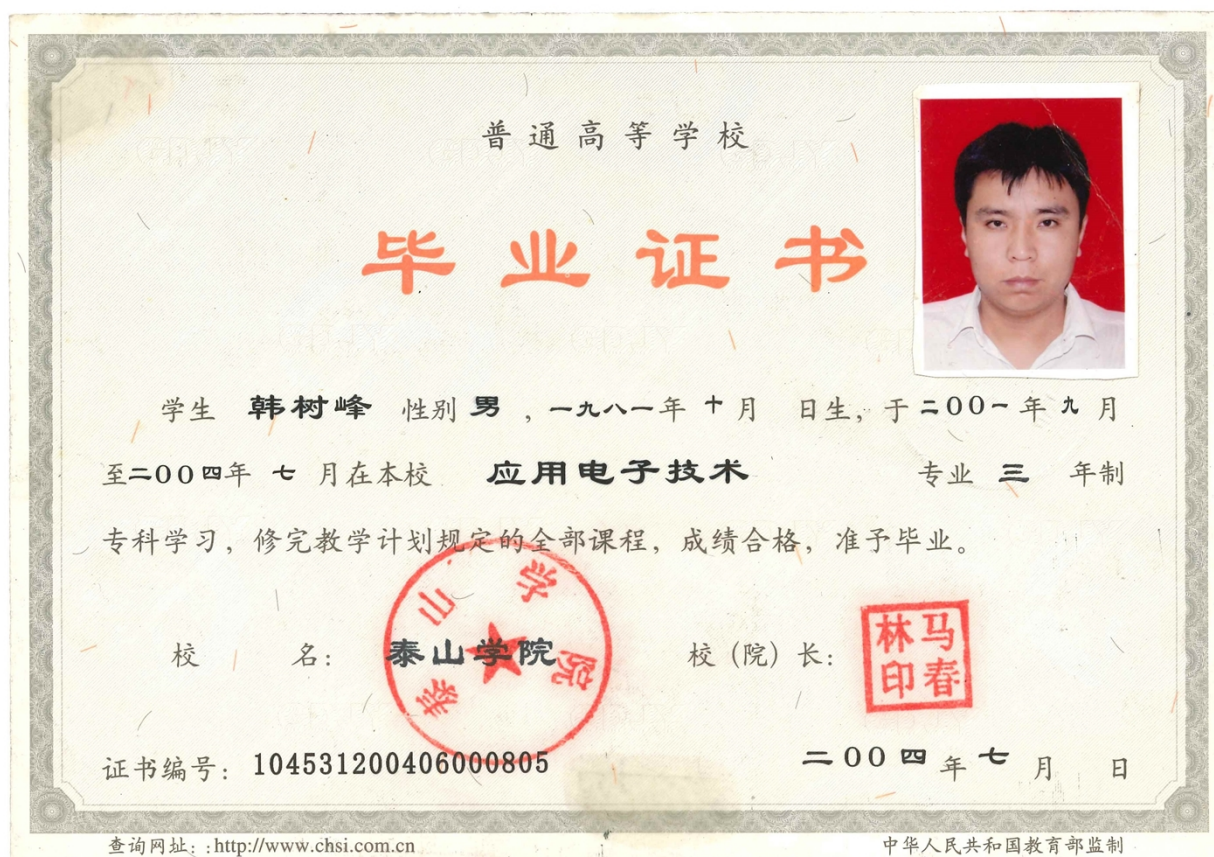 普通高等学校
毕业证书
学生 韩树峰 性别 男 ，一九八一年 十 月 日生，于 二00一 年 九 月
至二00四年 七 月在本校 应用电子技术 专业 三 年制
专科学习，修完教学计划规定的全部课程，成绩合格，准予毕业。
校 名： 泰山学院 校（院）长：
泰山学院
马春林印
证书编号：104531200406000805 二00四 年 七 月 日
查询网址：:http://www.chsi.com.cn 中华人民共和国教育部监制